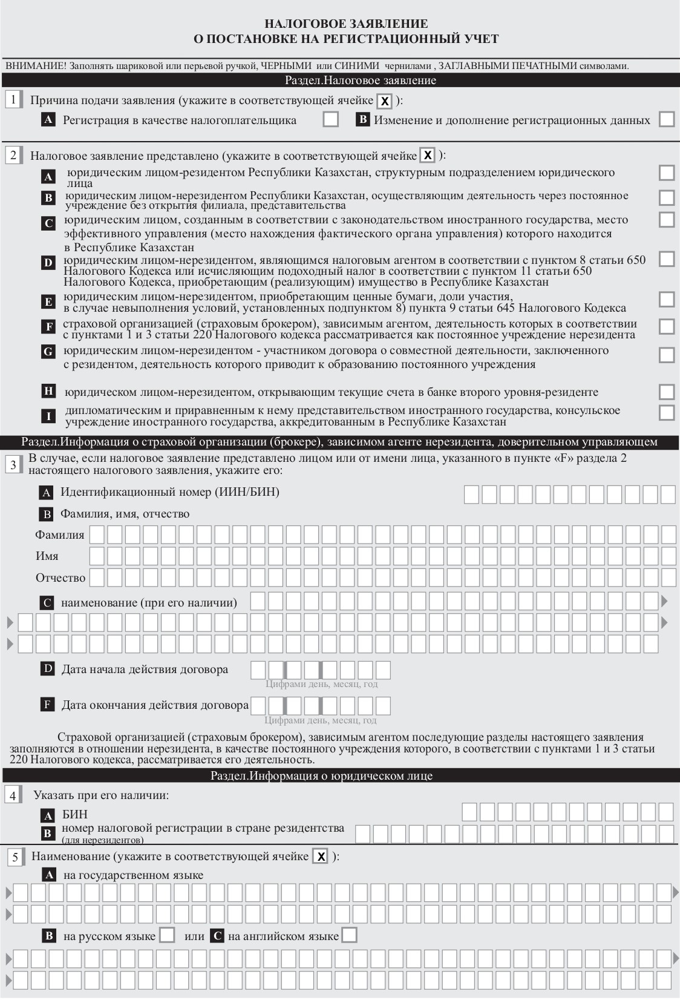 НАЛОГОВОЕ ЗАЯВЛЕНИЕ
О ПОСТАНОВКЕ НА РЕГИСТРАЦИОННЫЙ УЧЕТ
ВНИМАНИЕ! Заполнять шариковой или перьевой ручкой, ЧЕРНЫМИ или СИНИМИ чернилами , ЗАГЛАВНЫМИ ПЕЧАТНЫМИ символами.
Раздел.Налоговое заявление
1 Причина подачи заявления (укажите в соответствующей ячейке X ):
A Регистрация в качестве налогоплательщика B Изменение и дополнение регистрационных данных
2 Налоговое заявление представлено (укажите в соответствующей ячейке X ):
A юридическим лицом-резидентом Республики Казахстан, структурным подразделением юридического
лица
B юридическим лицом-нерезидентом Республики Казахстан, осуществляющим деятельность через постоянное
учреждение без открытия филиала, представительства
C юридическим лицом, созданным в соответствии с законодательством иностранного государства, место
эффективного управления (место нахождения фактического органа управления) которого находится
в Республике Казахстан
D юридическим лицом-нерезидентом, являющимся налоговым агентом в соответствии с пунктом 8 статьи 650
Налогового Кодекса или исчисляющим подоходный налог в соответствии с пунктом 11 статьи 650
Налогового Кодекса, приобретающим (реализующим) имущество в Республике Казахстан
E юридическим лицом-нерезидентом, приобретающим ценные бумаги, доли участия,
в случае невыполнения условий, установленных подпунктом 8) пункта 9 статьи 645 Налогового Кодекса
F страховой организацией (страховым брокером), зависимым агентом, деятельность которых в соответствии
с пунктами 1 и 3 статьи 220 Налогового кодекса рассматривается как постоянное учреждение нерезидента
G юридическим лицом-нерезидентом - участником договора о совместной деятельности, заключенного
с резидентом, деятельность которого приводит к образованию постоянного учреждения
H юридическом лицом-нерезидентом, открывающим текущие счета в банке второго уровня-резиденте
I дипломатическим и приравненным к нему представительством иностранного государства, консульское
учреждение иностранного государства, аккредитованным в Республике Казахстан
Раздел.Информация о страховой организации (брокере), зависимом агенте нерезидента, доверительном управляющем
3 В случае, если налоговое заявление представлено лицом или от имени лица, указанного в пункте «F» раздела 2
настоящего налогового заявления, укажите его:
A Идентификационный номер (ИИН/БИН)
B Фамилия, имя, отчество
Фамилия
Имя
Отчество
C наименование (при его наличии)
D Дата начала действия договора
Цифрами день, месяц, год
F Дата окончания действия договора
Цифрами день, месяц, год
Страховой организацией (страховым брокером), зависимым агентом последующие разделы настоящего заявления
заполняются в отношении нерезидента, в качестве постоянного учреждения которого, в соответствии с пунктами 1 и 3 статьи
220 Налогового кодекса, рассматривается его деятельность.
Раздел.Информация о юридическом лице
4 Указать при его наличии:
A БИН
B номер налоговой регистрации в стране резидентства
(для нерезидентов)
5 Наименование (укажите в соответствующей ячейке X ):
A на государственном языке
B на русском языке или C на английском языке